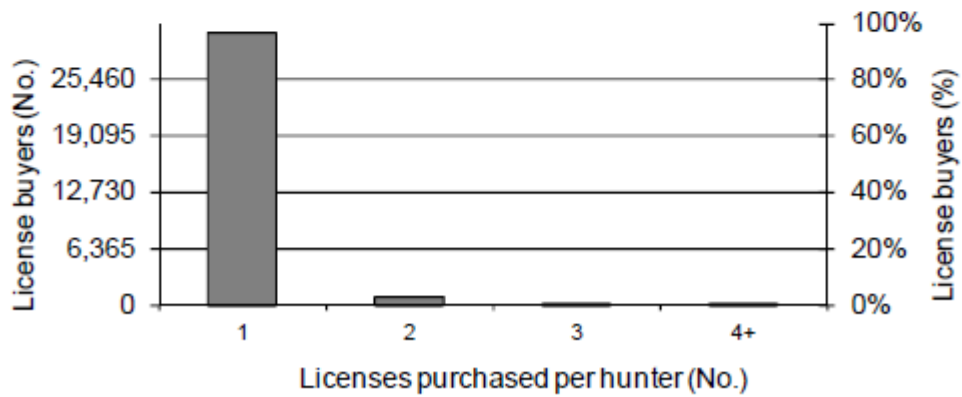 License buyers (No.)
25,460
19,095
12,730
6,365
0
100%
80%
60%
40%
20%
0%
License buyers (%)
1 2 3 4+
Licenses purchased per hunter (No.)